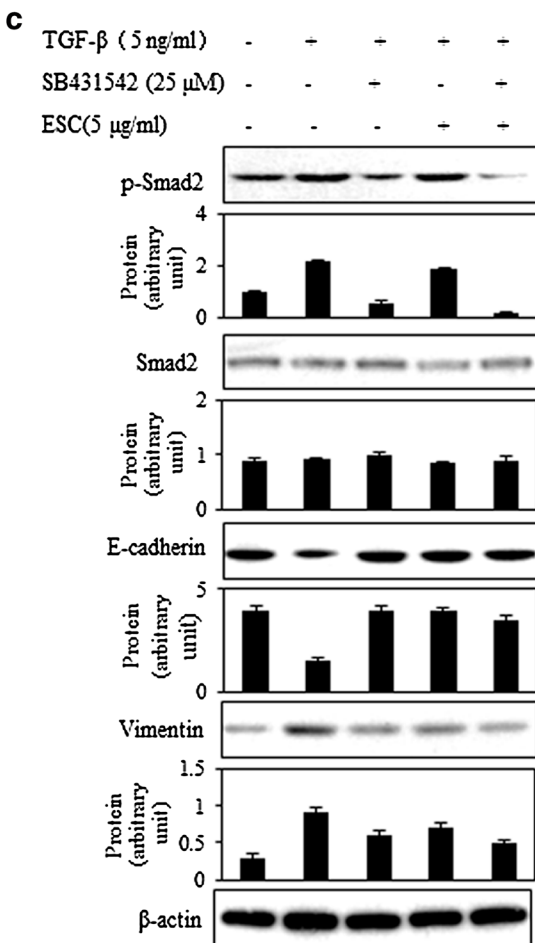 c
TGF-β (5 ng/ml) - + + + +
SB431542 (25 μM) - - + - +
ESC(5 μg/ml) - - - + +
p-Smad2
4
2
0
Protein
(arbitrary
unit)
Smad2
2
1
0
Protein
(arbitrary
unit)
E-cadherin
5
0
Protein
(arbitrary
unit)
Vimentin
1.5
1
0.5
0
Protein
(arbitrary
unit)
β-actin